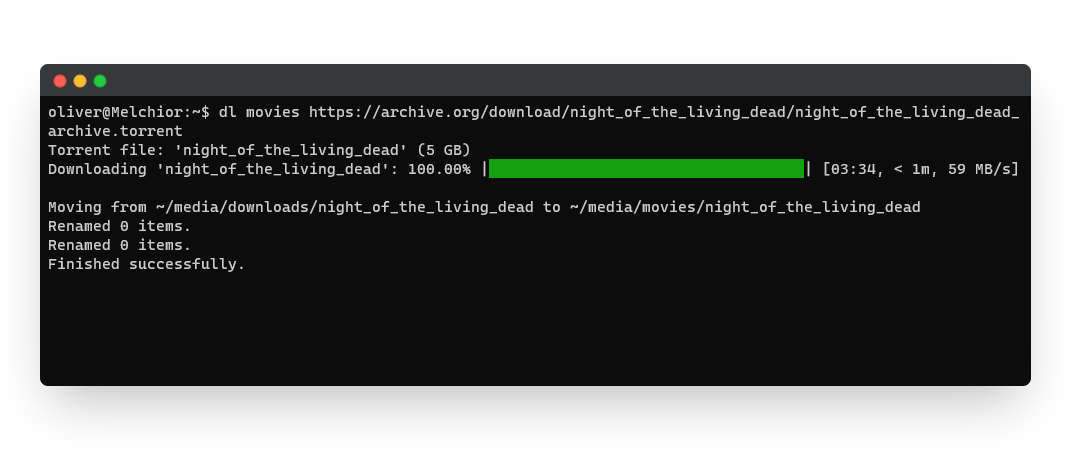 oliver@Melchior:~$ dl movies https://archive.org/download/night_of_the_living_dead/night_of_the_living_dead_
archive.torrent
Torrent file: 'night_of_the_living_dead' (5 GB)
Downloading 'night_of_the_living_dead': 100.00% | | [03:34, < 1m, 59 MB/s]
Moving from ~/media/downloads/night_of_the_living_dead to ~/media/movies/night_of_the_living_dead
Renamed 0 items.
Renamed 0 items.
Finished successfully.